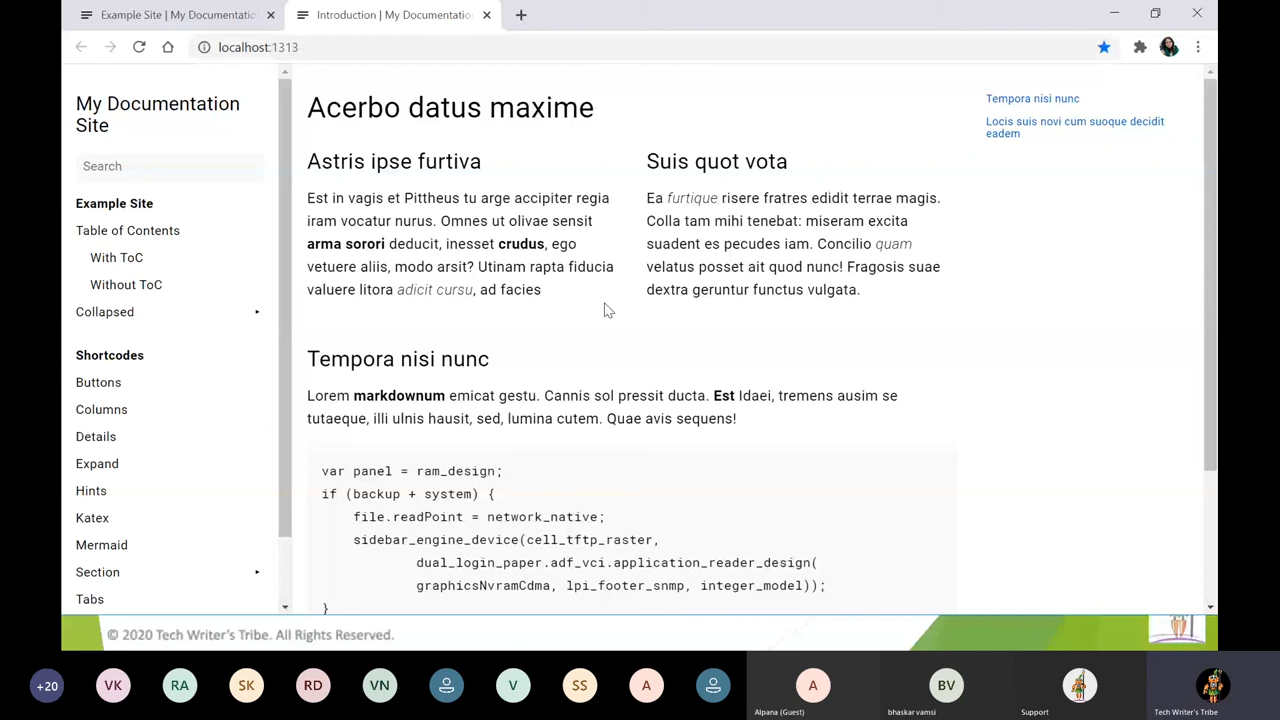 Example Site | My Documentation
Introduction | My Documentation
localhost:1313
My Documentation
Site
Search
Example Site
Table of Contents
With ToC
Without ToC
Collapsed
Shortcodes
Buttons
Columns
Details
Expand
Hints
Katex
Mermaid
Section
Tabs
Acerbo datus maxime
Astris ipse furtiva
Est in vagis et Pittheus tu arge accipiter regia
iram vocatur nurus. Omnes ut olivae sensit
arma sorori deducit, inesset crudus, ego
vetuere aliis, modo arsit? Utinam rapta fiducia
valuere litora adicit cursu, ad facies
Suis quot vota
Ea furtique risere fratres edidit terrae magis.
Colla tam mihi tenebat: miseram excita
suadent es pecudes iam. Concilio quam
velatus posset ait quod nunc! Fragosis suae
dextra geruntur functus vulgata.
Tempora nisi nunc
Lorem markdownum emicat gestu. Cannis sol pressit ducta. Est Idaei, tremens ausim se
tutaeque, illi ulnis hausit, sed, lumina cutem. Quae avis sequens!
var panel = ram_design;
if (backup + system) {
file.readPoint = network_native;
sidebar_engine_device(cell_tftp_raster,
dual_login_paper.adf_vci.application_reader_design(
graphicsNvramCdma, lpi_footer_snmp, integer_model));
}
Tempora nisi nunc
Locis suis novi cum suoque decidit
eadem
© 2020 Tech Writer's Tribe. All Rights Reserved.
+20
VK
RA
SK
RD
VN
V
SS
A
A
Alpana (Guest)
BV
bhaskar vamsi
Support
Tech Writer's Tribe